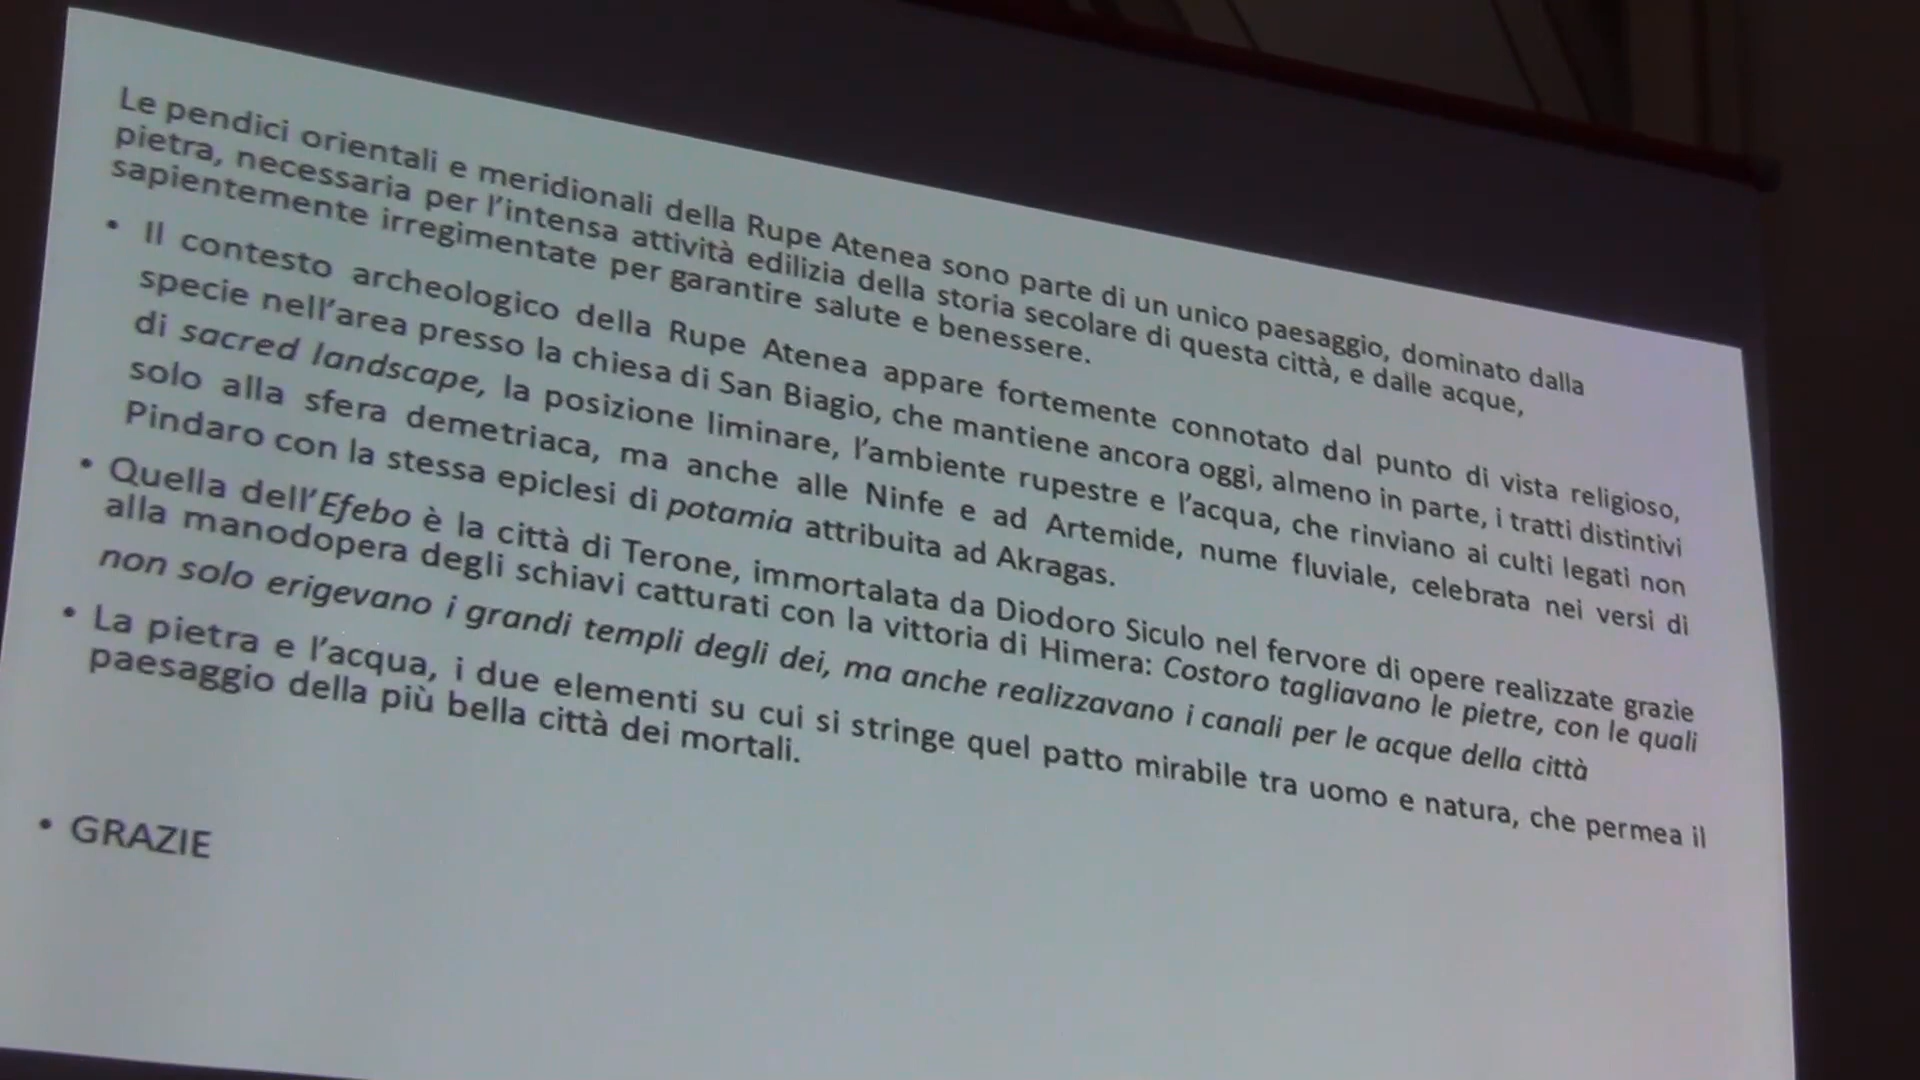 Le pendici orientali e meridionali della Rupe Atenea sono parte di un unico paesaggio, dominato dalla
pietra, necessaria per l'intensa attività edilizia della storia secolare di questa città, e dalle acque,
sapientemente irregimentate per garantire salute e benessere.
• Il contesto archeologico della Rupe Atenea appare fortemente connotato dal punto di vista religioso,
specie nell'area presso la chiesa di San Biagio, che mantiene ancora oggi, almeno in parte, i tratti distintivi
di sacred landscape, la posizione liminare, l'ambiente rupestre e l'acqua, che rinviano ai culti legati non
solo alla sfera demetriaca, ma anche alle Ninfe e ad Artemide, nume fluviale, celebrata nei versi di
Pindaro con la stessa epiclesi di potamia attribuita ad Akragas.
• Quella dell'Efebo è la città di Terone, immortalata da Diodoro Siculo nel fervore di opere realizzate grazie
alla manodopera degli schiavi catturati con la vittoria di Himera: Costoro tagliavano le pietre, con le quali
non solo erigevano i grandi templi degli dei, ma anche realizzavano i canali per le acque della città
• La pietra e l'acqua, i due elementi su cui si stringe quel patto mirabile tra uomo e natura, che permea il
paesaggio della più bella città dei mortali.
• GRAZIE